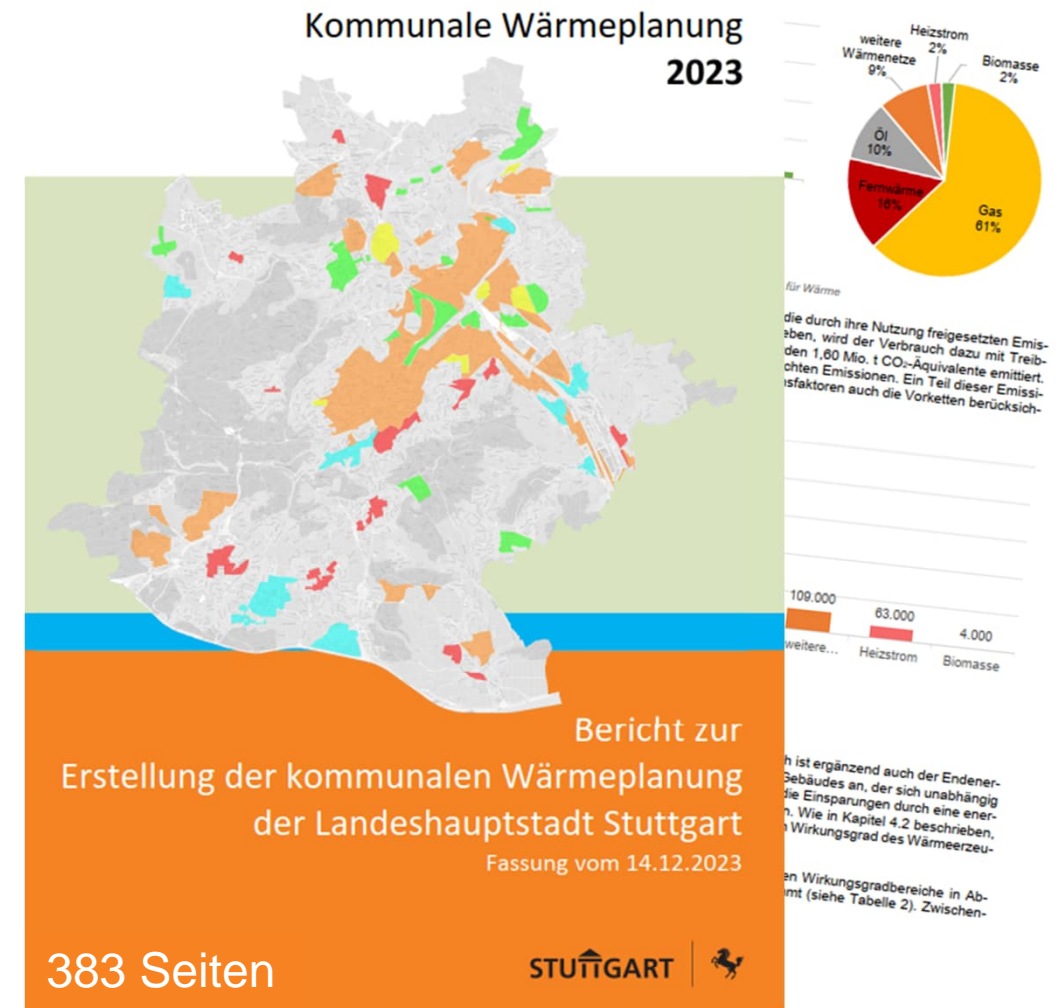 Kommunale Wärmeplanung
2023
Bericht zur
Erstellung der kommunalen Wärmeplanung
der Landeshauptstadt Stuttgart
Fassung vom 14.12.2023
383 Seiten
STUTTGART
Heizstrom
2%
weitere
Wärmenetze
9%
Biomasse
2%
Öl
10%
Fernwärme
16%
Gas
61%
für Wärme
die durch ihre Nutzung freigesetzten Emis-
eben, wird der Verbrauch dazu mit Treib-
den 1,60 Mio. t CO₂-Äquivalente emittiert.
chten Emissionen. Ein Teil dieser Emissi-
nsfaktoren auch die Vorketten berücksich-
109.000
63.000
4.000
weitere...
Heizstrom
Biomasse
h ist ergänzend auch der Endener-
Gebäudes an, der sich unabhängig
die Einsparungen durch eine ener-
n. Wie in Kapitel 4.2 beschrieben,
n Wirkungsgrad des Wärmeerzeu-
en Wirkungsgradbereiche in Ab-
mt (siehe Tabelle 2). Zwischen-